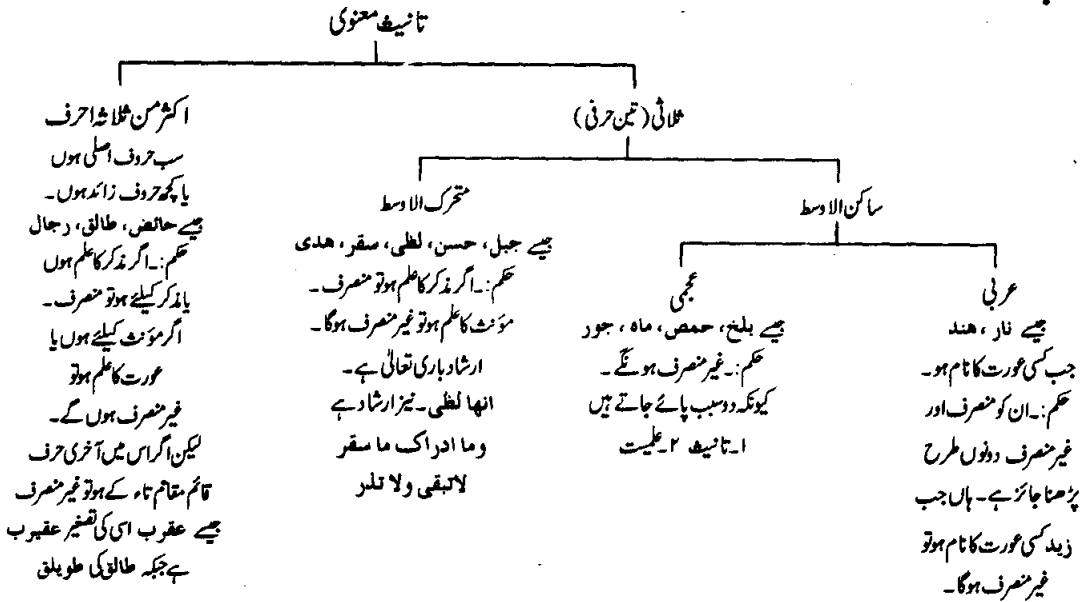 تانیث معنوی
ثلاثی (تین حرفی)
اکثر من ثلاثۃ احرف
ساکن الاوسط
متحرک الاوسط
عربی
جیسے نار ، هند
جب کسی عورت کا نام ہو۔
حکم:۔ ان کو منصرف اور
غیر منصرف دونوں طرح
پڑھنا جائز ہے۔ ہاں جب
زید کسی عورت کا نام ہو تو
غیر منصرف ہوگا۔
عجمی
جیسے بلخ، حمص، ماہ ، جور
حکم:۔ غیر منصرف ہونگے۔
کیونکہ دو سبب پائے جاتے ہیں
۱۔ تانیث ۲۔ علمیت
جیسے جبل، حسن، لظی، سقر، هدی
حکم:۔ اگر مذکر کا علم ہو تو منصرف۔
مؤنث کا علم ہو تو غیر منصرف ہوگا۔
ارشاد باری تعالیٰ ہے۔
انها لظی۔ نیز ارشاد ہے
وما ادراک ما سقر
لاتبقی ولا تذر
سب حروف اصلی ہوں
یا کچھ حروف زائد ہوں۔
جیسے حائض، طالق، رجال
حکم:۔ اگر مذکر کا علم ہوں
یا مذکر کیلئے ہو تو منصرف۔
اگر مؤنث کیلئے ہوں یا
عورت کا علم ہو تو
غیر منصرف ہوں گے۔
لیکن اگر اس میں آخری حرف
قائم مقام تاء کے ہو تو غیر منصرف
جیسے عقرب اسی کی تصغیر عقیرب
ہے جبکہ طالق کی طویلق